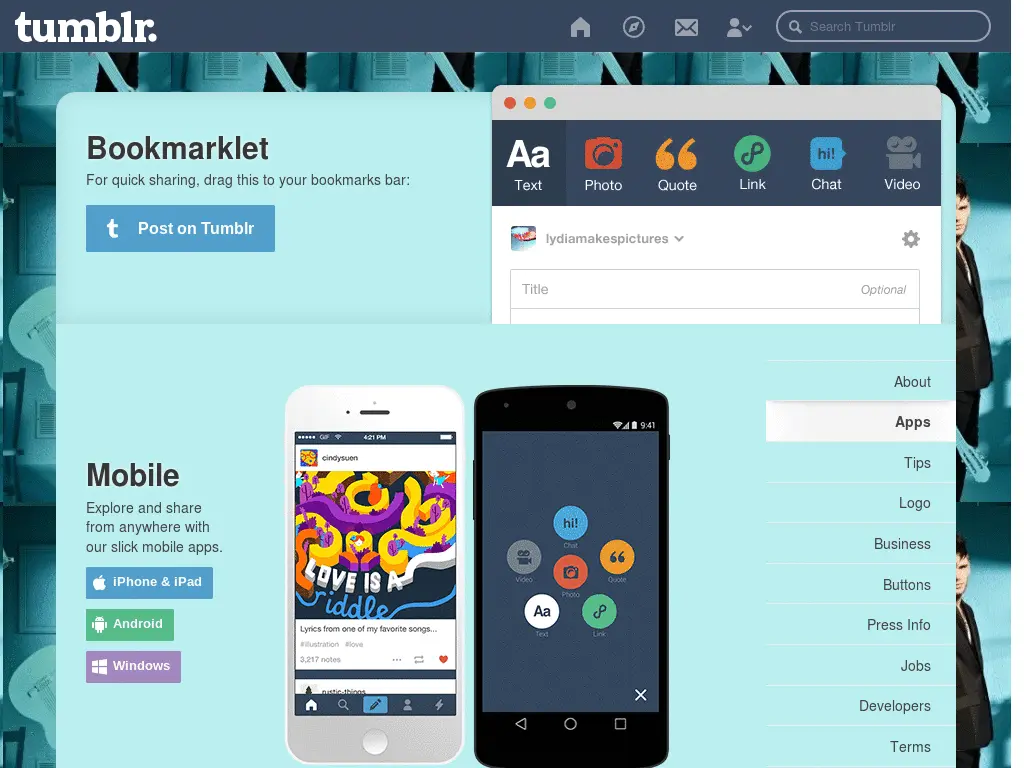 tumblr.
Search Tumblr
Bookmarklet
For quick sharing, drag this to your bookmarks bar:
t Post on Tumblr
Aa
Text
Photo
Quote
Link
hi!
Chat
Video
lydiamakespictures
Title
Optional
About
Apps
Tips
Logo
Business
Buttons
Press Info
Jobs
Developers
Terms
Mobile
Explore and share
from anywhere with
our slick mobile apps.
iPhone & iPad
Android
Windows
GiF
4:21 PM
cindysuen
LOVE IS A
riddle
Lyrics from one of my favorite songs...
#illustration #love
3,217 notes
rustic-things
9:41
hi!
Chat
Video
Quote
Photo
Aa
Text
Link